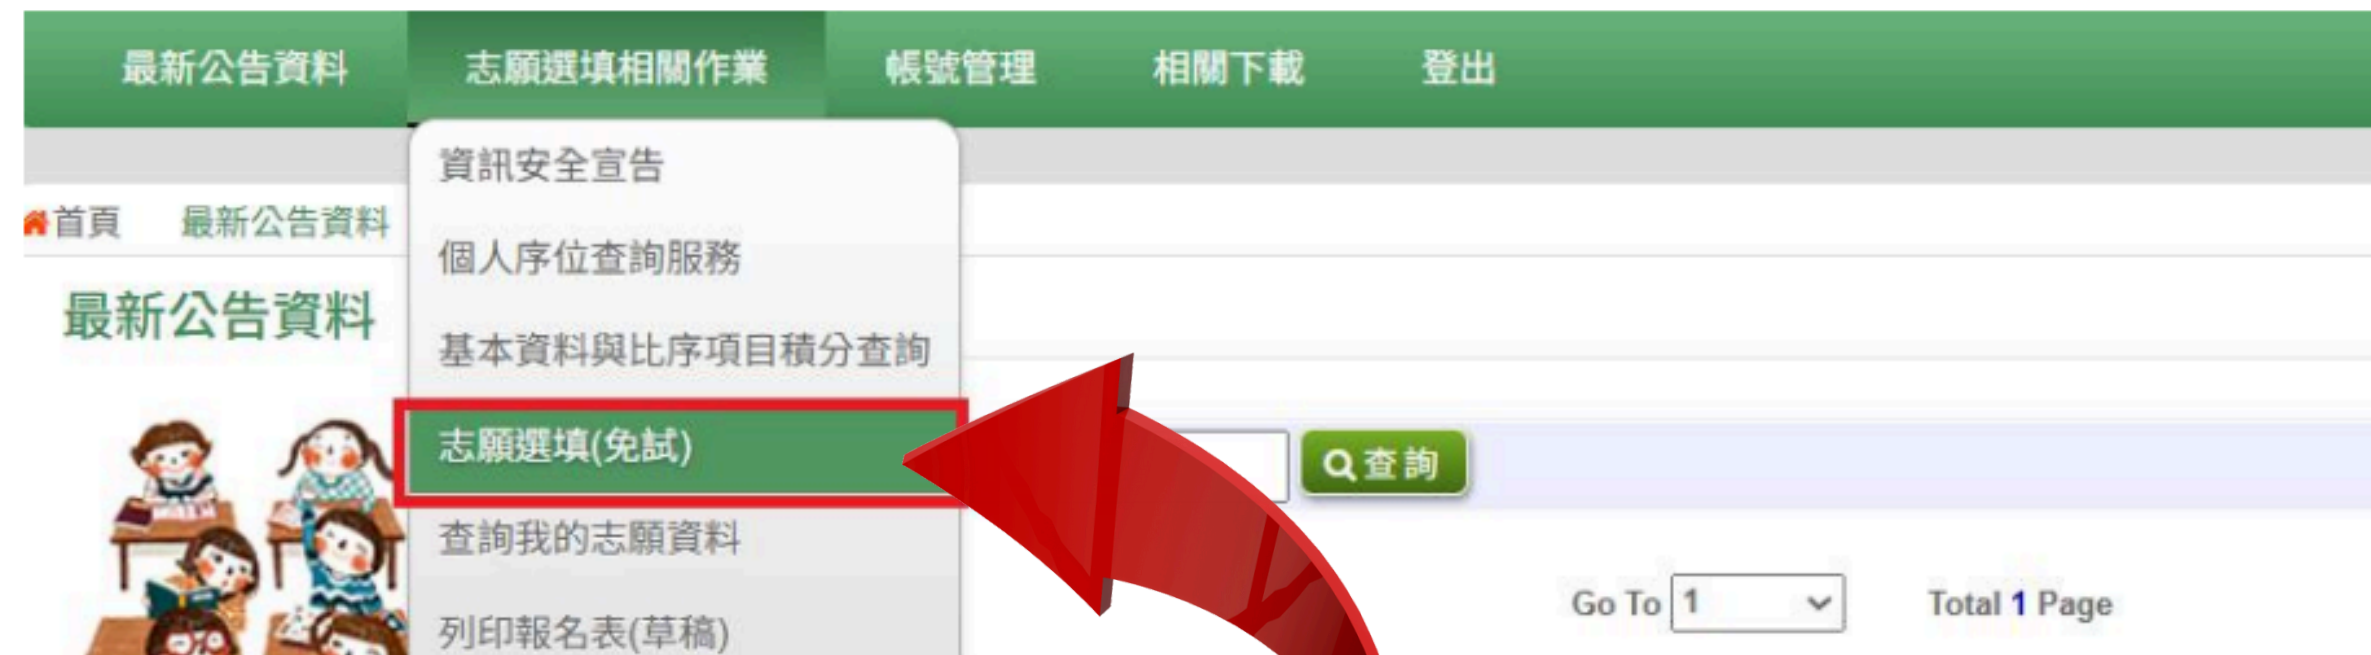 最新公告資料 志願選填相關作業 帳號管理 相關下載 登出
資訊安全宣告
首頁 最新公告資料
個人序位查詢服務
最新公告資料
基本資料與比序項目積分查詢
志願選填(免試)
查詢
查詢我的志願資料
Go To 1 Total 1 Page
列印報名表(草稿)